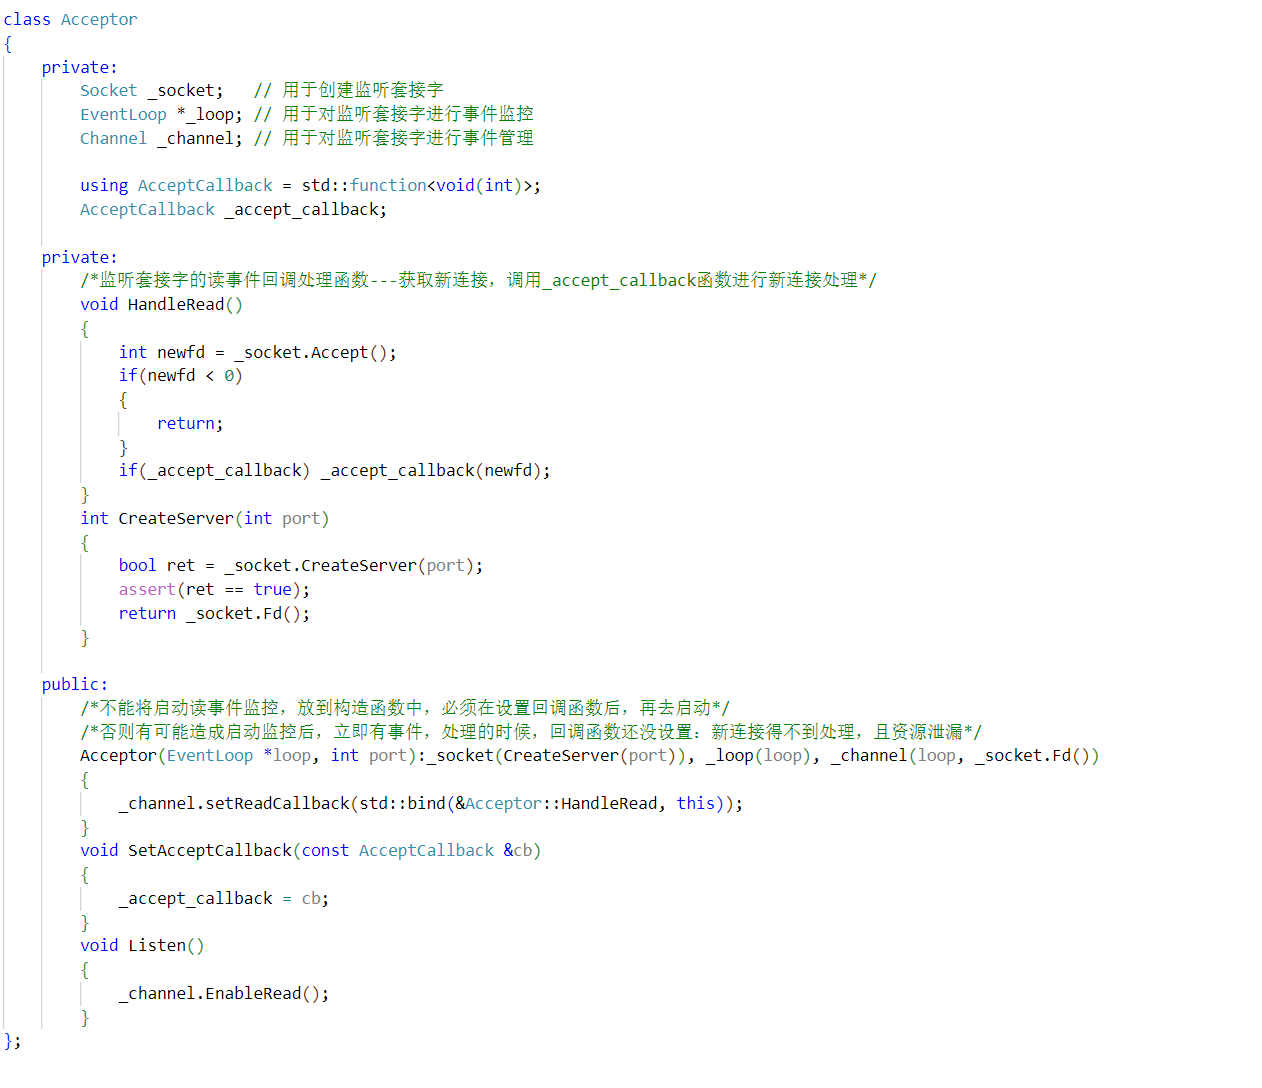 class Acceptor
{
    private:
        Socket _socket;   // 用于创建监听套接字
        EventLoop *_loop; // 用于对监听套接字进行事件监控
        Channel _channel; // 用于对监听套接字进行事件管理

        using AcceptCallback = std::function<void(int)>;
        AcceptCallback _accept_callback;

    private:
        /*监听套接字的读事件回调处理函数---获取新连接，调用_accept_callback函数进行新连接处理*/
        void HandleRead()
        {
            int newfd = _socket.Accept();
            if(newfd < 0)
            {
                return;
            }
            if(_accept_callback) _accept_callback(newfd);
        }
        int CreateServer(int port)
        {
            bool ret = _socket.CreateServer(port);
            assert(ret == true);
            return _socket.Fd();
        }

    public:
        /*不能将启动读事件监控，放到构造函数中，必须在设置回调函数后，再去启动*/
        /*否则有可能造成启动监控后，立即有事件，处理的时候，回调函数还没设置：新连接得不到处理，且资源泄漏*/
        Acceptor(EventLoop *loop, int port):_socket(CreateServer(port)), _loop(loop), _channel(loop, _socket.Fd())
        {
            _channel.setReadCallback(std::bind(&Acceptor::HandleRead, this));
        }
        void SetAcceptCallback(const AcceptCallback &cb)
        {
            _accept_callback = cb;
        }
        void Listen()
        {
            _channel.EnableRead();
        }
};